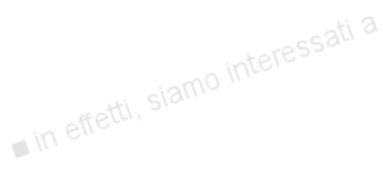 ■ in effetti, siamo interessati a